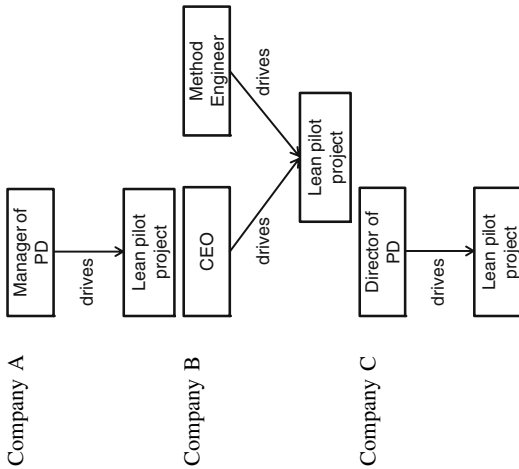 Company A
Manager of
PD
drives
Lean pilot
project
Company B
CEO
Method
Engineer
drives
drives
Lean pilot
project
Company C
Director of
PD
drives
Lean pilot
project